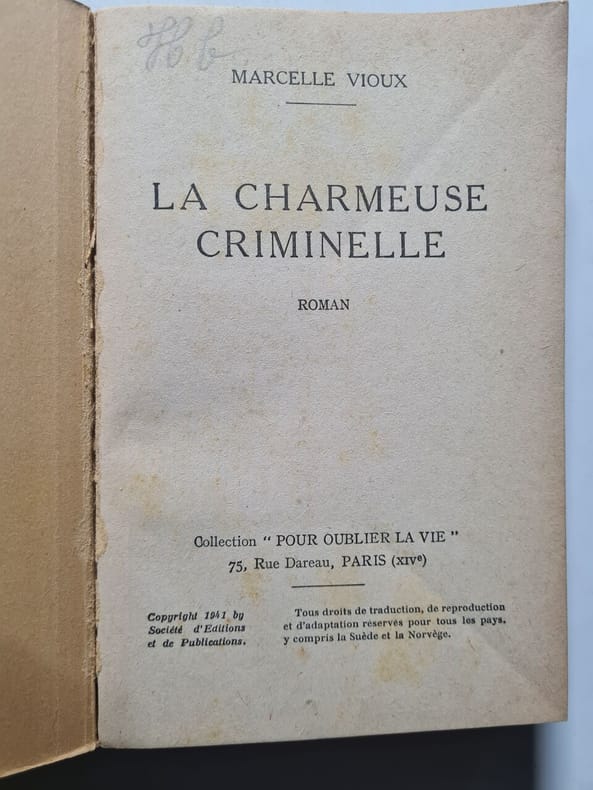 MARCELLE VIOUX
LA CHARMEUSE
CRIMINELLE
ROMAN
Collection " POUR OUBLIER LA VIE "
75, Rue Dareau, PARIS (XIVe)
Copyright 1941 by
Société d'Editions
et de Publications.
Tous droits de traduction, de reproduction
et d'adaptation réservés pour tous les pays,
y compris la Suède et la Norvège.